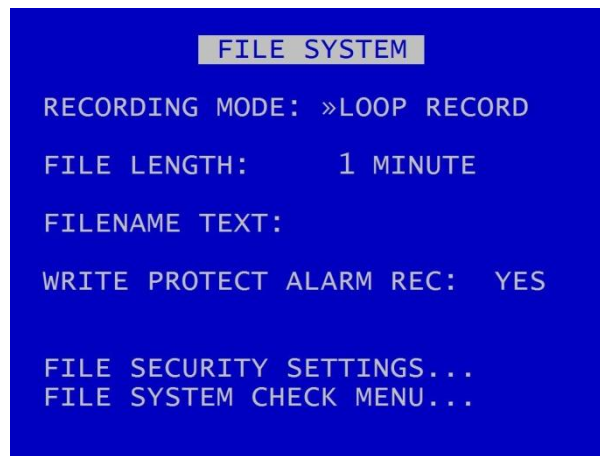 FILE SYSTEM
RECORDING MODE: »LOOP RECORD
FILE LENGTH: 1 MINUTE
FILENAME TEXT:
WRITE PROTECT ALARM REC: YES
FILE SECURITY SETTINGS...
FILE SYSTEM CHECK MENU...